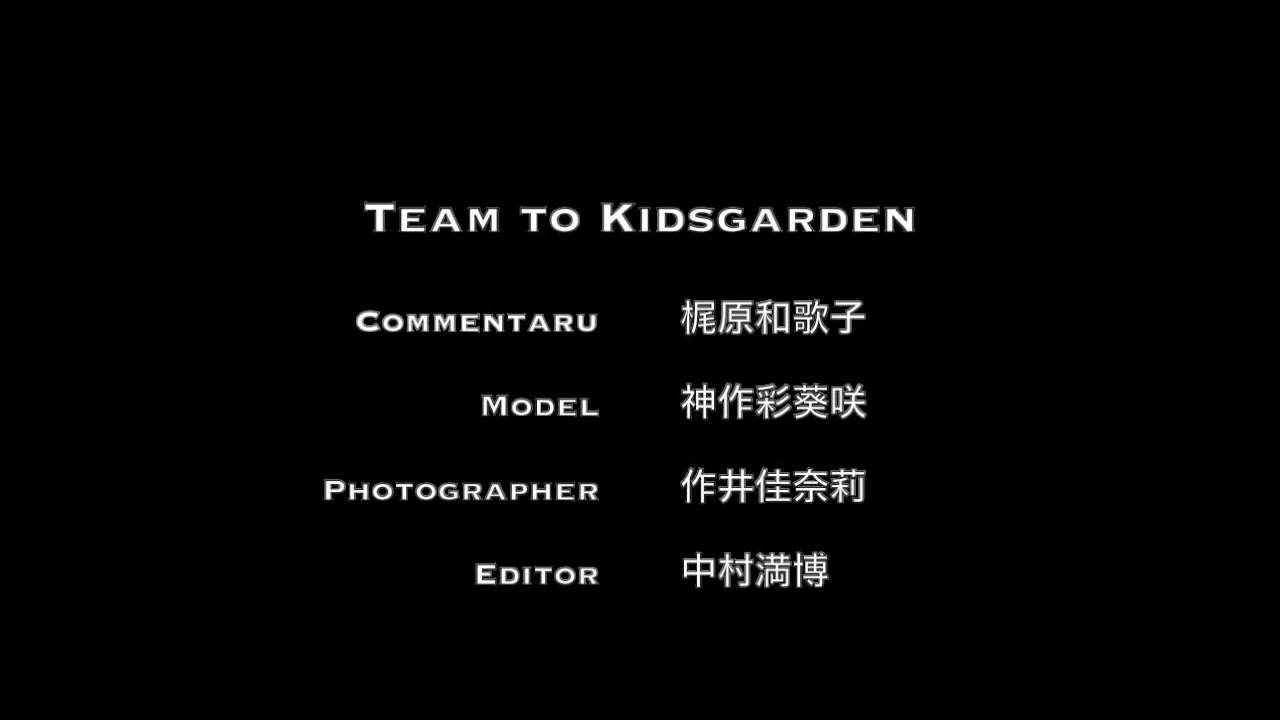 Team to Kidsgarden
Commentaru 梶原和歌子
Model 神作彩葵咲
Photographer 作井佳奈莉
Editor 中村満博